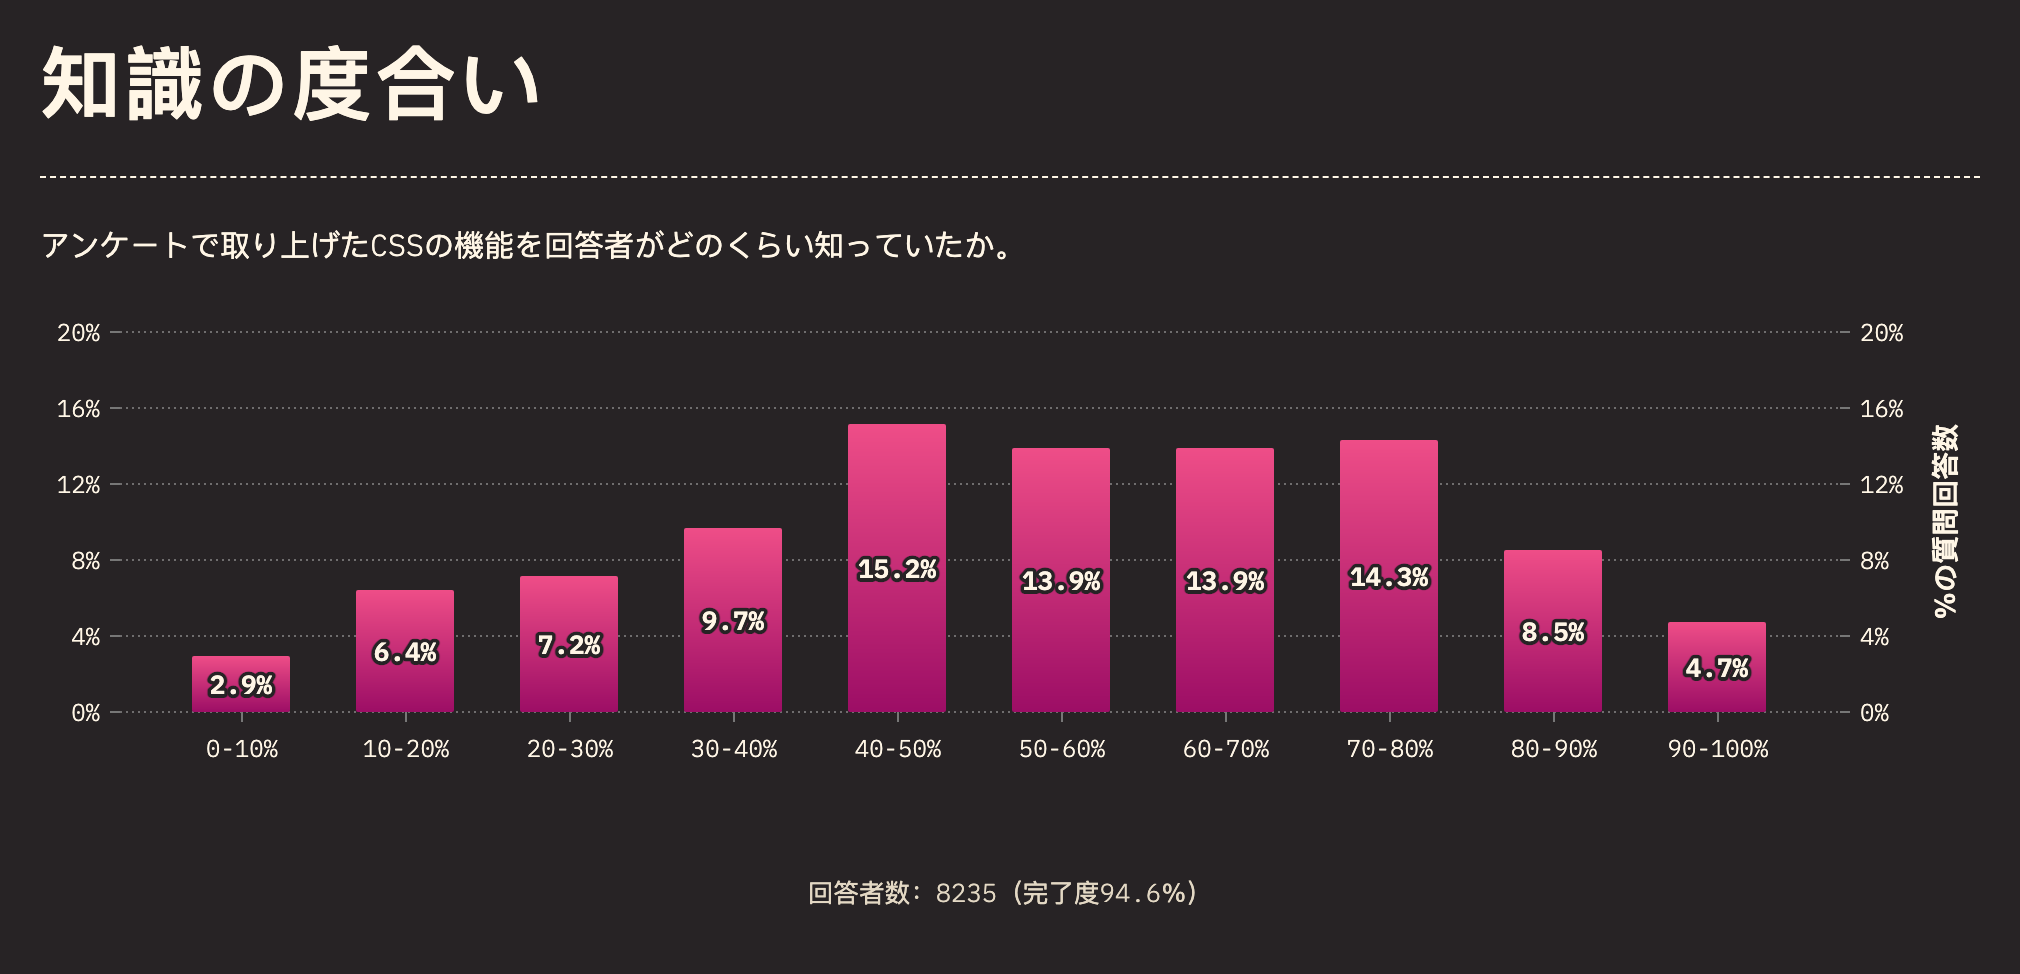 知識の度合い
アンケートで取り上げたCSSの機能を回答者がどのくらい知っていたか。
20% 20%
16% 16%
12% 12%
8% 8%
4% 4%
0% 0%
%の質問回答数
2.9% 6.4% 7.2% 9.7% 15.2% 13.9% 13.9% 14.3% 8.5% 4.7%
0-10% 10-20% 20-30% 30-40% 40-50% 50-60% 60-70% 70-80% 80-90% 90-100%
回答者数: 8235 (完了度94.6%)